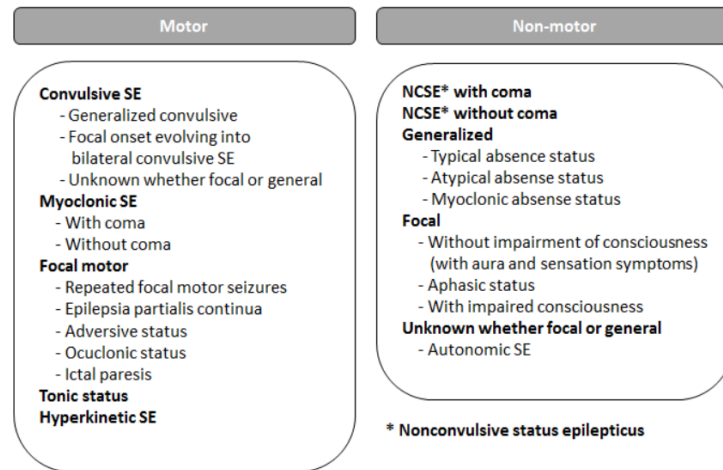 Motor
Convulsive SE
- Generalized convulsive
- Focal onset evolving into
bilateral convulsive SE
- Unknown whether focal or general
Myoclonic SE
- With coma
- Without coma
Focal motor
- Repeated focal motor seizures
- Epilepsia partialis continua
- Adversive status
- Ocuclonic status
- Ictal paresis
Tonic status
Hyperkinetic SE
Non-motor
NCSE* with coma
NCSE* without coma
Generalized
- Typical absence status
- Atypical absense status
- Myoclonic absense status
Focal
- Without impairment of consciousness
(with aura and sensation symptoms)
- Aphasic status
- With impaired consciousness
Unknown whether focal or general
- Autonomic SE
* Nonconvulsive status epilepticus